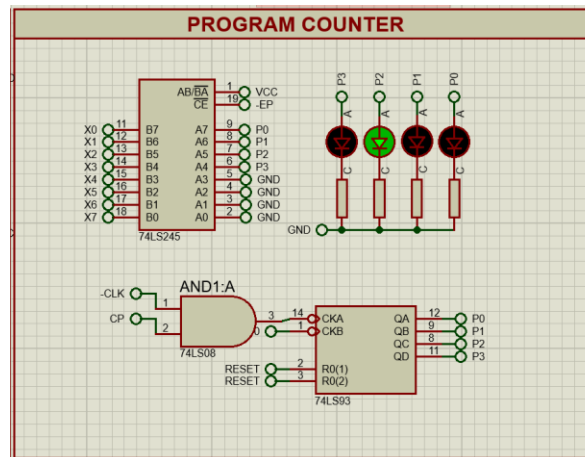 PROGRAM COUNTER
AB/BA 1 VCC
CE 19 -EP
X0 11 B7 A7 9 P0
X1 12 B6 A6 8 P1
X2 13 B5 A5 7 P2
X3 14 B4 A4 6 P3
X4 15 B3 A3 5 GND
X5 16 B2 A2 4 GND
X6 17 B1 A1 3 GND
X7 18 B0 A0 2 GND
74LS245
P3 P2 P1 P0
A A A A
C C C C
GND
AND1:A
-CLK 1
CP 2
3
74LS08
14 CKA QA 12 P0
0 1 CKB QB 9 P1
QC 8 P2
QD 11 P3
RESET 2 R0(1)
RESET 3 R0(2)
74LS93